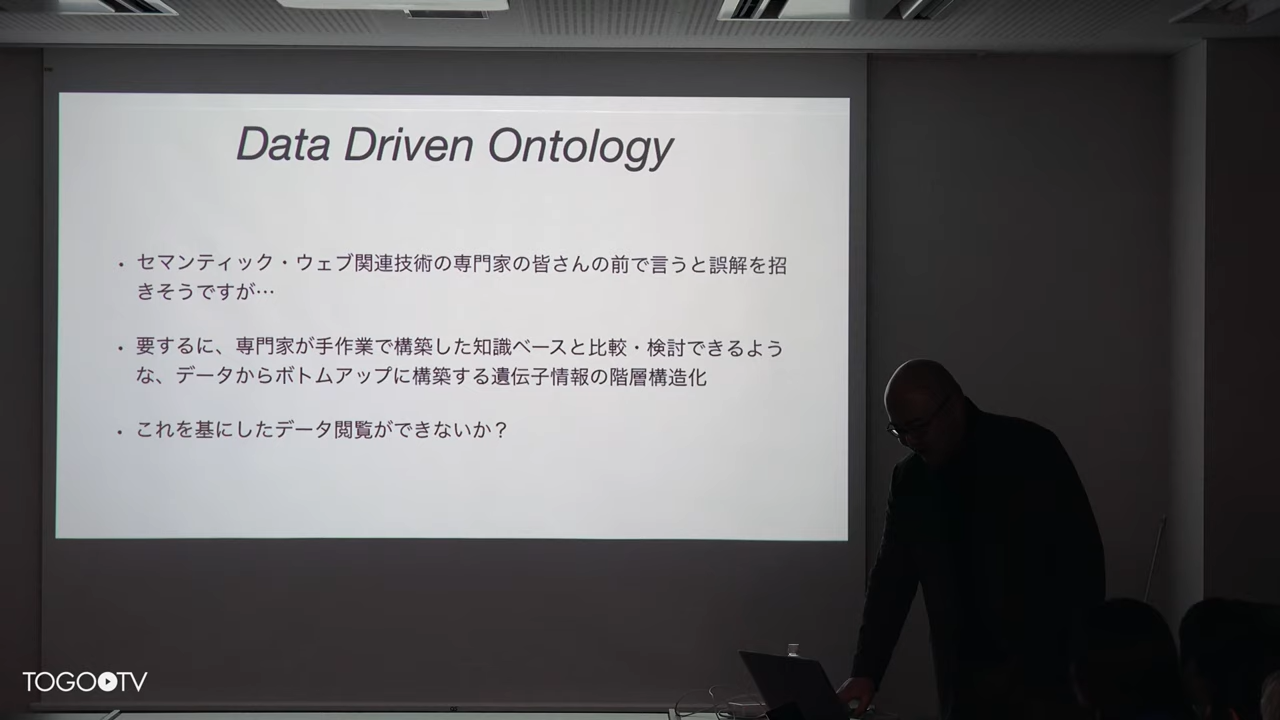 Data Driven Ontology
・セマンティック・ウェブ関連技術の専門家の皆さんの前で言うと誤解を招
きそうですが…
・要するに、専門家が手作業で構築した知識ベースと比較・検討できるよう
な、データからボトムアップに構築する遺伝子情報の階層構造化
・これを基にしたデータ閲覧ができないか？
TOGO TV